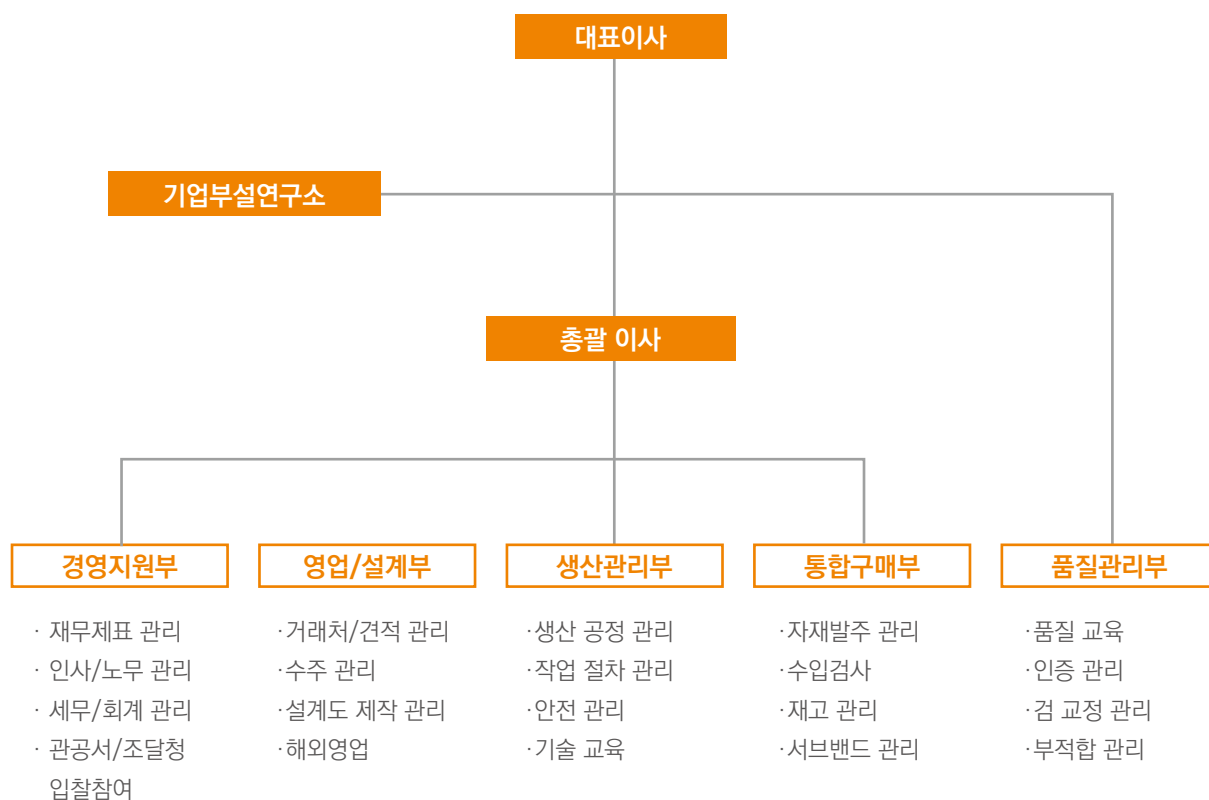 대표이사
기업부설연구소
총괄 이사
경영지원부
· 재무제표 관리
· 인사/노무 관리
· 세무/회계 관리
· 관공서/조달청
입찰참여
영업/설계부
·거래처/견적 관리
·수주 관리
·설계도 제작 관리
·해외영업
생산관리부
·생산 공정 관리
·작업 절차 관리
·안전 관리
·기술 교육
통합구매부
·자재발주 관리
·수입검사
·재고 관리
·서브밴드 관리
품질관리부
·품질 교육
·인증 관리
·검 교정 관리
·부적합 관리